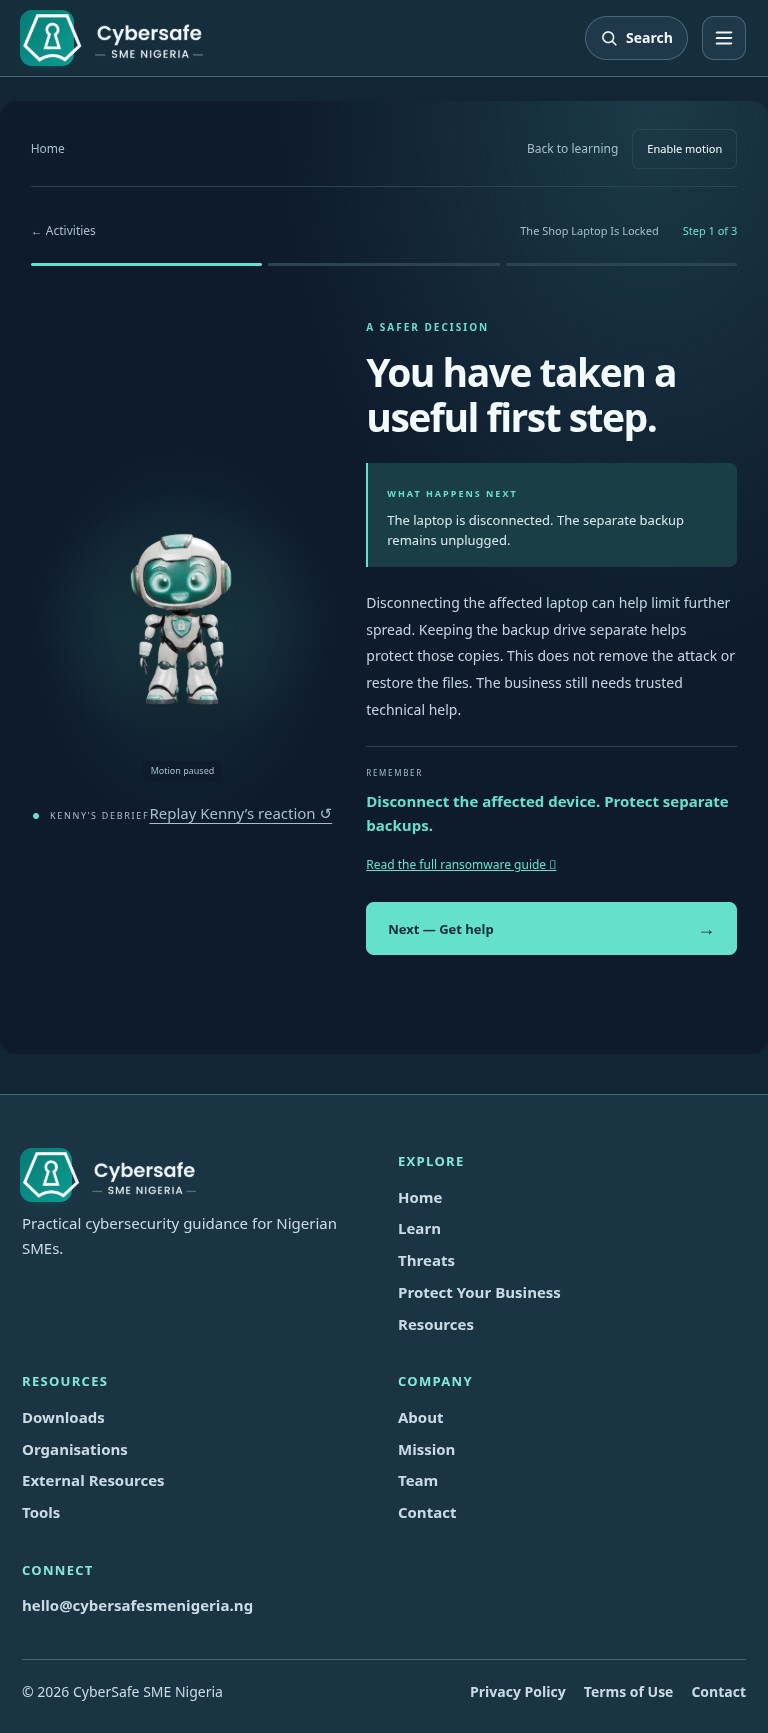 Cybersafe
SME NIGERIA
Search
Home
Back to learning
Enable motion
← Activities
The Shop Laptop Is Locked
Step 1 of 3
A SAFER DECISION
You have taken a
useful first step.
WHAT HAPPENS NEXT
The laptop is disconnected. The separate backup
remains unplugged.
Disconnecting the affected laptop can help limit further
spread. Keeping the backup drive separate helps
protect those copies. This does not remove the attack or
restore the files. The business still needs trusted
technical help.
Motion paused
KENNY'S DEBRIEF
Replay Kenny’s reaction ↺
REMEMBER
Disconnect the affected device. Protect separate
backups.
Read the full ransomware guide
Next — Get help →
Cybersafe
SME NIGERIA
Practical cybersecurity guidance for Nigerian
SMEs.
EXPLORE
Home
Learn
Threats
Protect Your Business
Resources
RESOURCES
Downloads
Organisations
External Resources
Tools
COMPANY
About
Mission
Team
Contact
CONNECT
hello@cybersafesmenigeria.ng
© 2026 CyberSafe SME Nigeria
Privacy Policy
Terms of Use
Contact